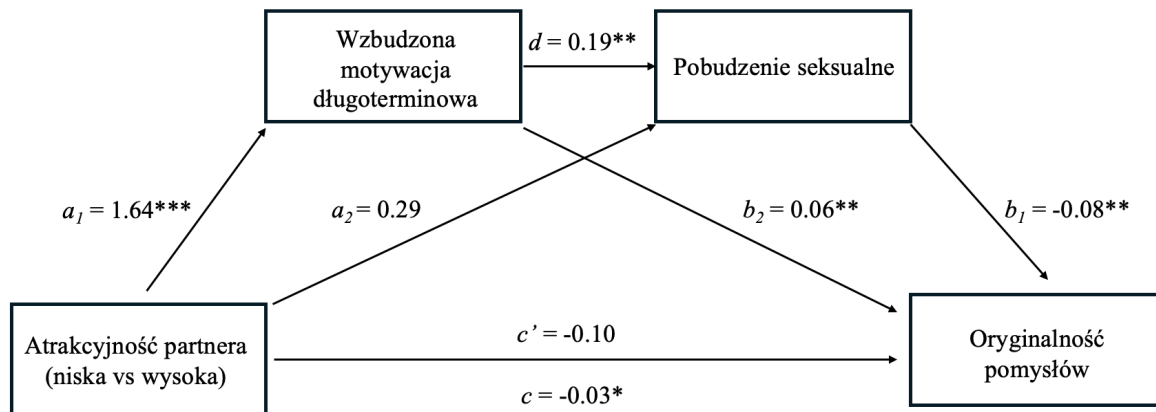 Wzbudzona
motywacja
długoterminowa
d = 0.19**
Pobudzenie seksualne
a₁ = 1.64***
a₂ = 0.29
b₂ = 0.06**
b₁ = -0.08**
Atrakcyjność partnera
(niska vs wysoka)
c’ = -0.10
c = -0.03*
Oryginalność
pomysłów